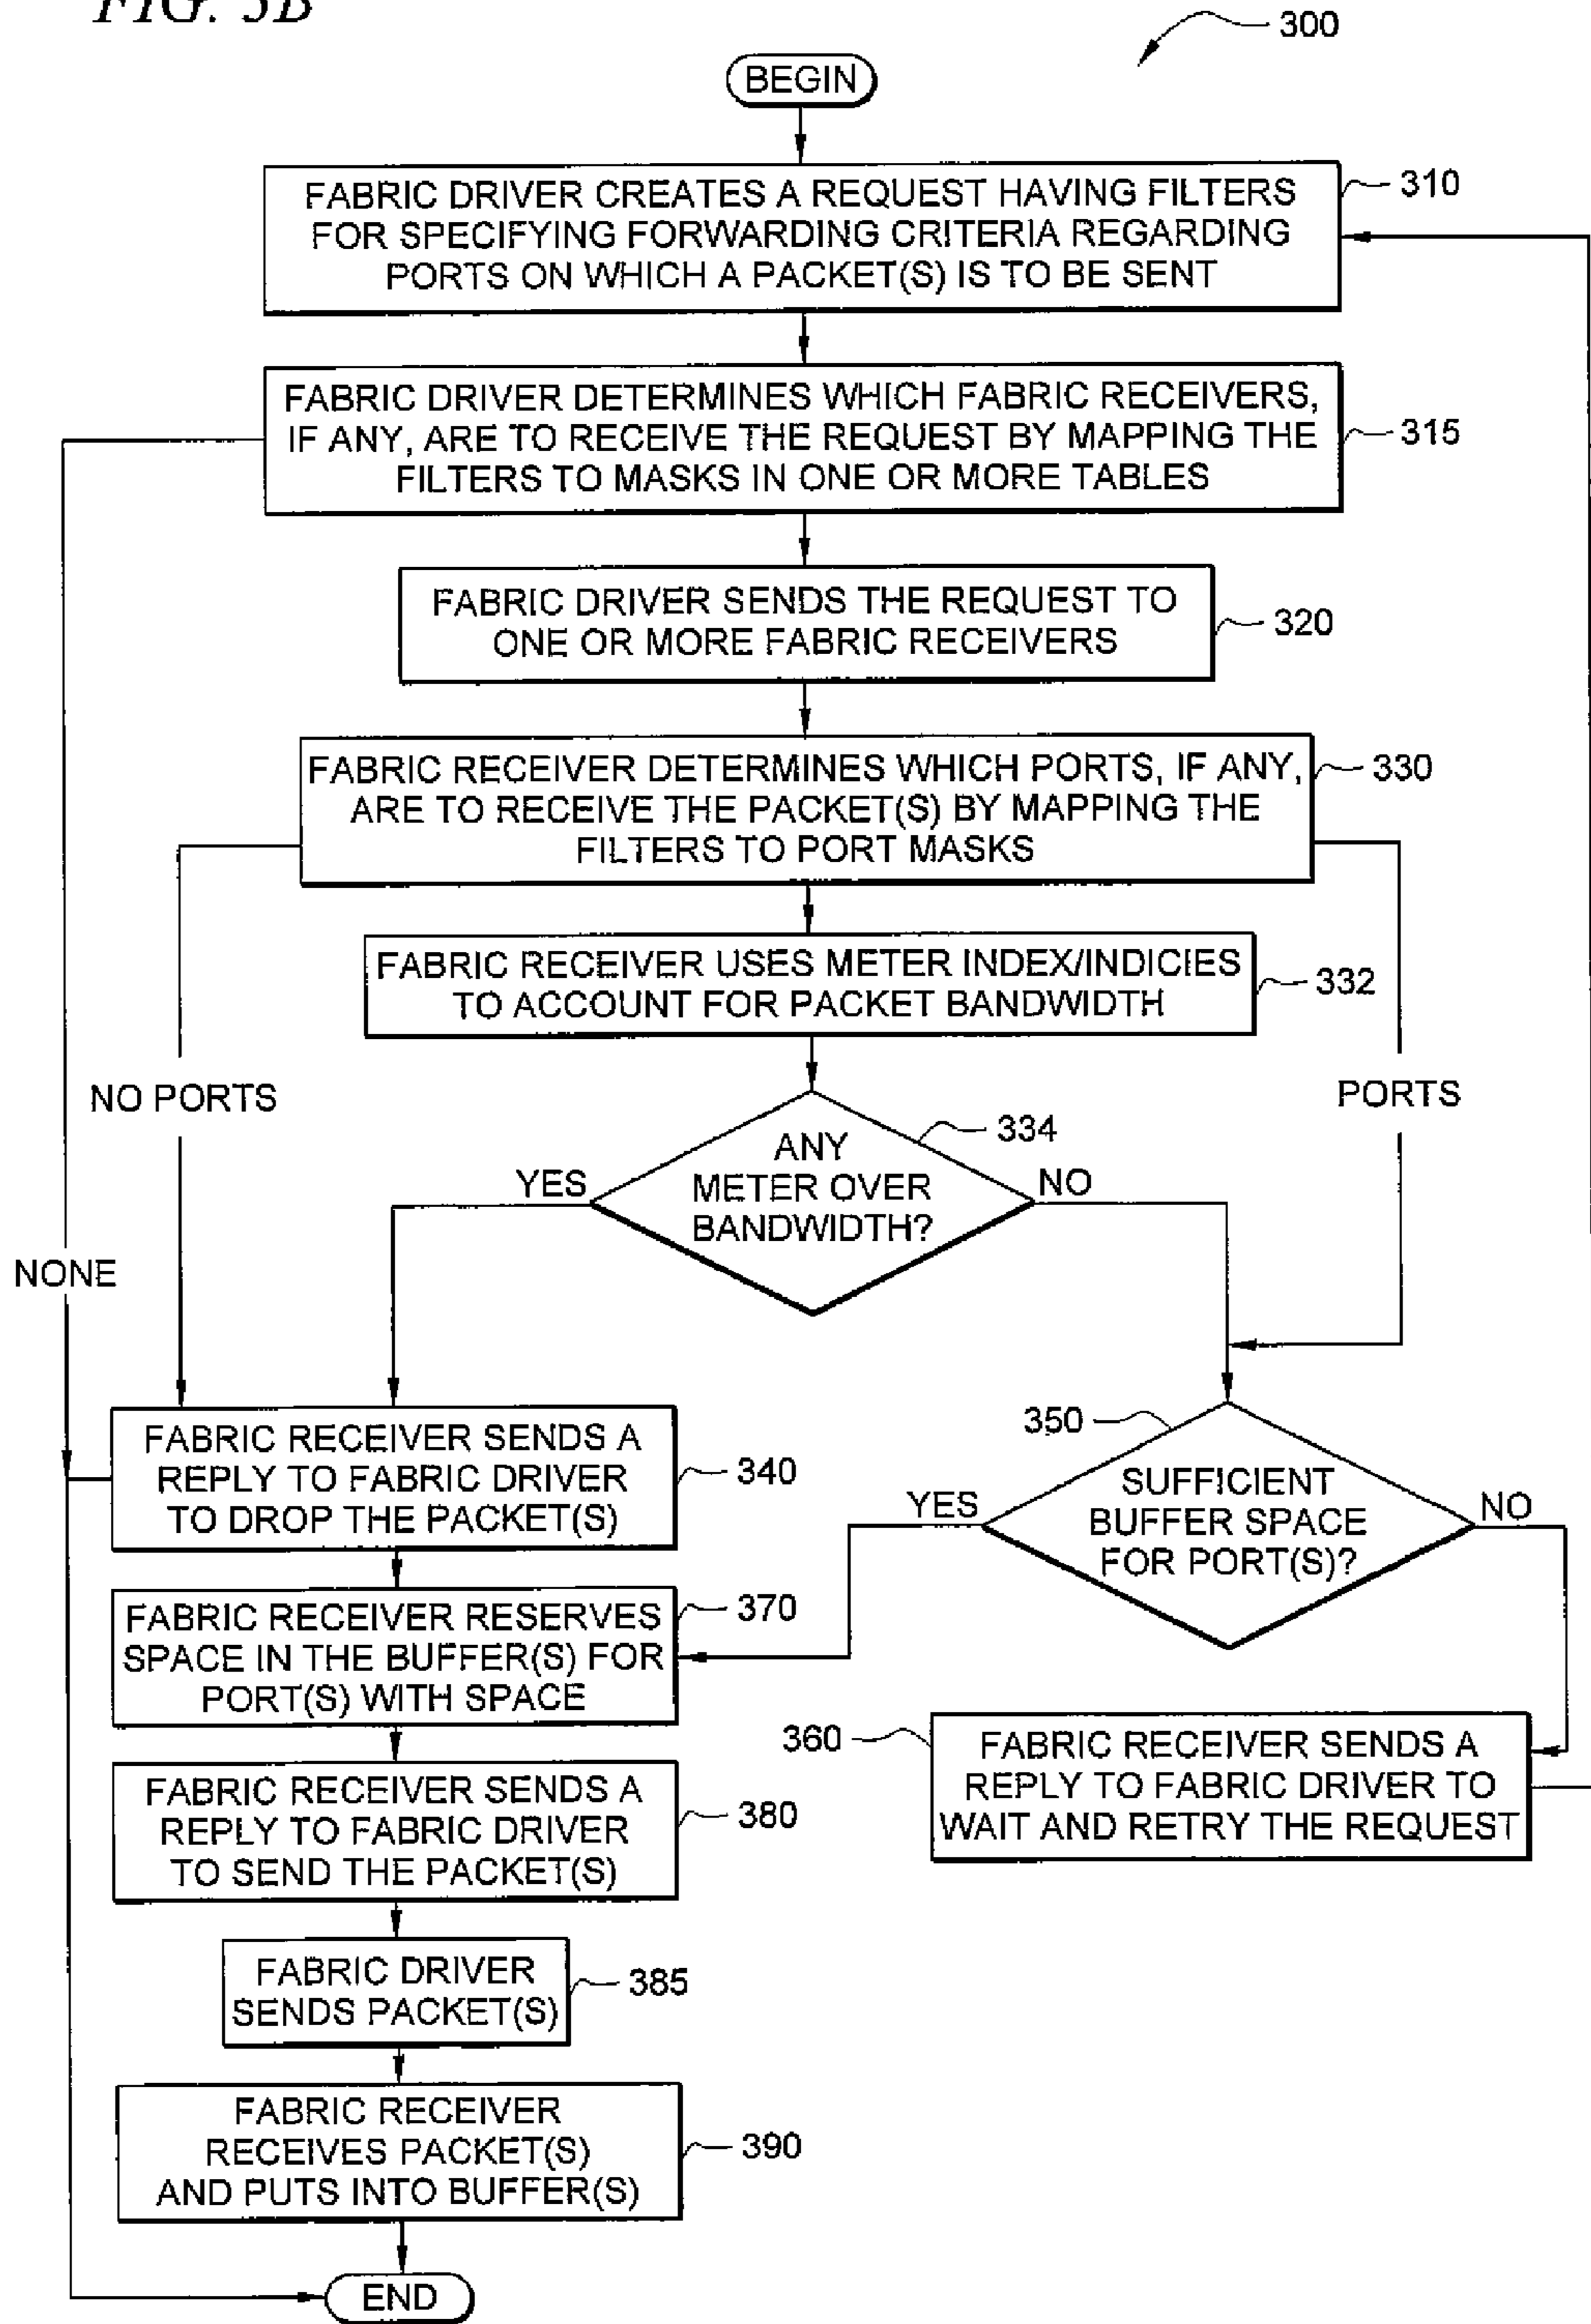 FIG. 3B
300
BEGIN
FABRIC DRIVER CREATES A REQUEST HAVING FILTERS
FOR SPECIFYING FORWARDING CRITERIA REGARDING
PORTS ON WHICH A PACKET(S) IS TO BE SENT
310
FABRIC DRIVER DETERMINES WHICH FABRIC RECEIVERS,
IF ANY, ARE TO RECEIVE THE REQUEST BY MAPPING THE
FILTERS TO MASKS IN ONE OR MORE TABLES
315
FABRIC DRIVER SENDS THE REQUEST TO
ONE OR MORE FABRIC RECEIVERS
320
FABRIC RECEIVER DETERMINES WHICH PORTS, IF ANY,
ARE TO RECEIVE THE PACKET(S) BY MAPPING THE
FILTERS TO PORT MASKS
330
FABRIC RECEIVER USES METER INDEX/INDICIES
TO ACCOUNT FOR PACKET BANDWIDTH
332
NO PORTS
PORTS
ANY
METER OVER
BANDWIDTH?
334
YES
NO
NONE
FABRIC RECEIVER SENDS A
REPLY TO FABRIC DRIVER
TO DROP THE PACKET(S)
340
350
SUFFICIENT
BUFFER SPACE
FOR PORT(S)?
YES
NO
FABRIC RECEIVER RESERVES
SPACE IN THE BUFFER(S) FOR
PORT(S) WITH SPACE
370
360
FABRIC RECEIVER SENDS A
REPLY TO FABRIC DRIVER TO
WAIT AND RETRY THE REQUEST
FABRIC RECEIVER SENDS A
REPLY TO FABRIC DRIVER
TO SEND THE PACKET(S)
380
FABRIC DRIVER
SENDS PACKET(S)
385
FABRIC RECEIVER
RECEIVES PACKET(S)
AND PUTS INTO BUFFER(S)
390
END